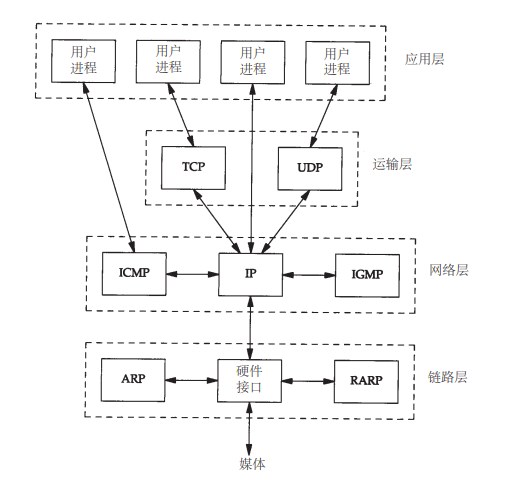 用户 用户 用户 用户
进程 进程 进程 进程
应用层
TCP UDP 运输层
ICMP IP IGMP 网络层
ARP 硬件 RARP 链路层
接口
媒体